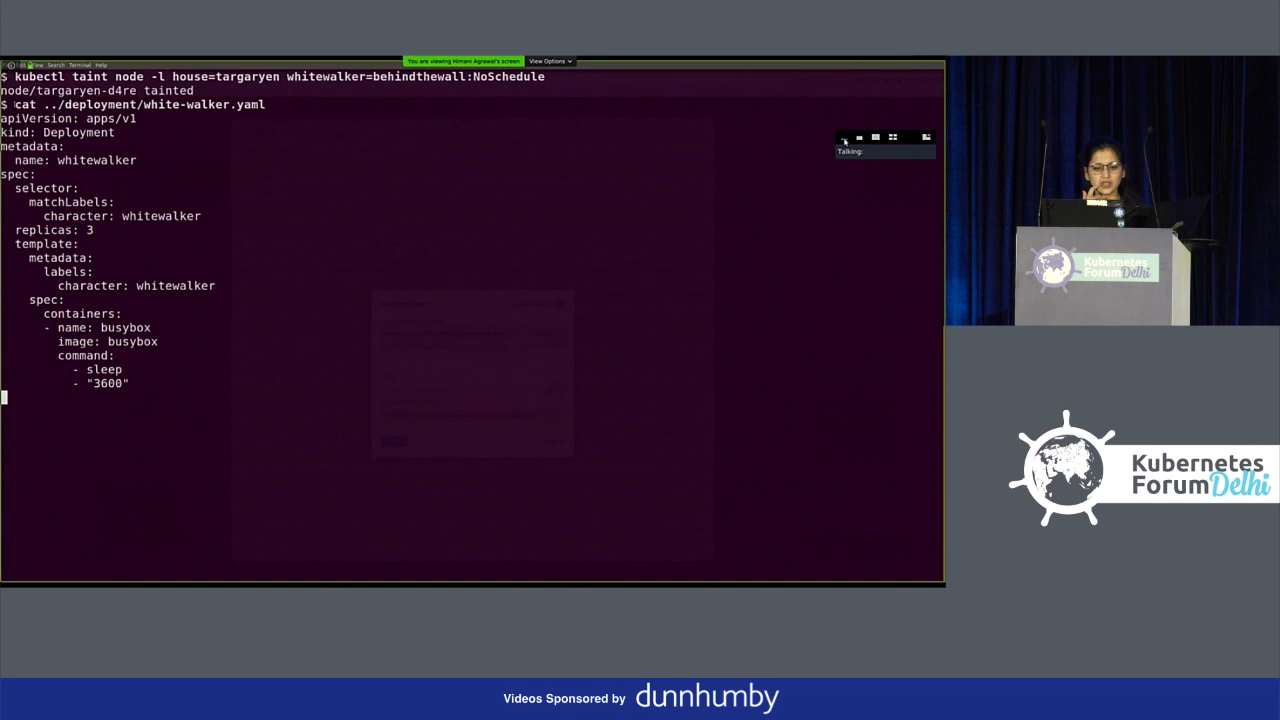 Search Terminal Help
You are viewing Himani Agrawal's screen
View Options
$ kubectl taint node -l house=targaryen whitewalker=behindthewall:NoSchedule
node/targaryen-d4re tainted
$ cat ../deployment/white-walker.yaml
apiVersion: apps/v1
kind: Deployment
metadata:
  name: whitewalker
spec:
  selector:
    matchLabels:
      character: whitewalker
  replicas: 3
  template:
    metadata:
      labels:
        character: whitewalker
    spec:
      containers:
      - name: busybox
        image: busybox
        command:
          - sleep
          - "3600"
Talking:
Kubernetes
Forum Delhi
Kubernetes
Forum Delhi
Videos Sponsored by dunnhumby